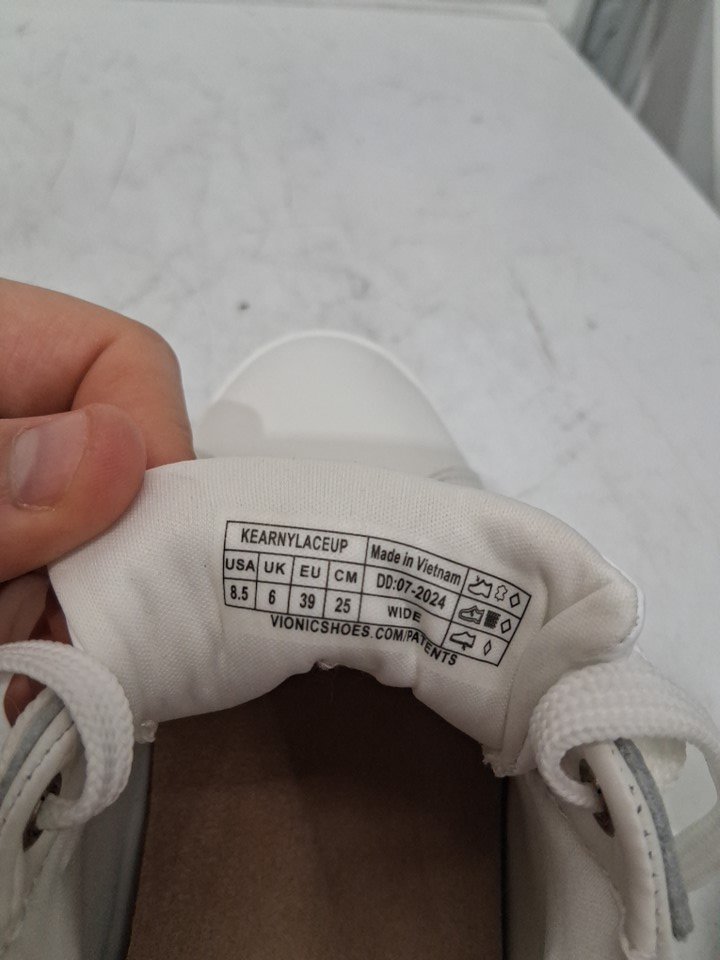 KEARNYLACEUP
Made in Vietnam
USA UK EU CM
DD:07-2024
8.5 6 39 25
WIDE
VIONICSHOES.COM/PATENTS